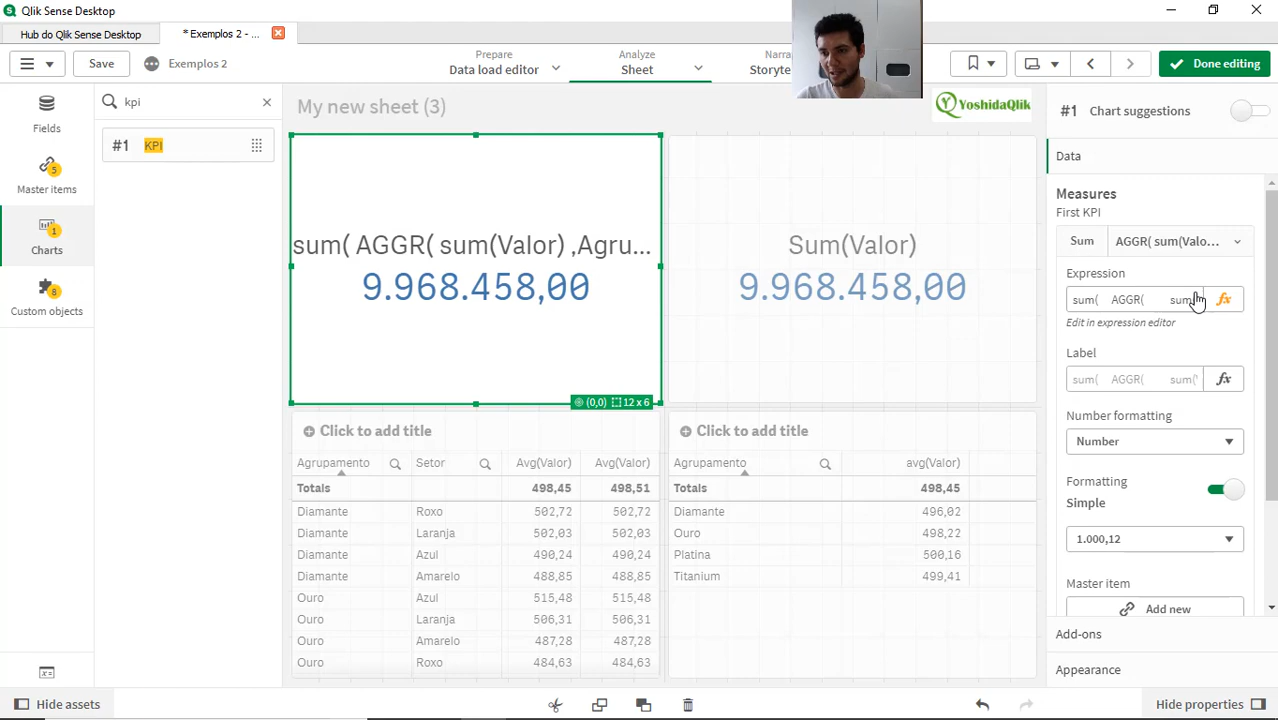 Qlik Sense Desktop
Hub do Qlik Sense Desktop
* Exemplos 2 - ...
Save
Exemplos 2
Prepare
Data load editor
Analyze
Sheet
Narra
Storyte
Done editing
Fields
Master items
5
Charts
1
Custom objects
8
kpi
#1 KPI
My new sheet (3)
YoshidaQlik
sum( AGGR( sum(Valor) ,Agru...
9.968.458,00
(0,0) 12 x 6
Sum(Valor)
9.968.458,00
Click to add title
Agrupamento Setor Avg(Valor) Avg(Valor)
Totais 498,45 498,51
Diamante Roxo 502,72 502,72
Diamante Laranja 502,03 502,03
Diamante Azul 490,24 490,24
Diamante Amarelo 488,85 488,85
Ouro Azul 515,48 515,48
Ouro Laranja 506,31 506,31
Ouro Amarelo 487,28 487,28
Ouro Roxo 484,63 484,63
Click to add title
Agrupamento avg(Valor)
Totais 498,45
Diamante 496,02
Ouro 498,22
Platina 500,16
Titanium 499,41
#1 Chart suggestions
Data
Measures
First KPI
Sum AGGR( sum(Valo...
Expression
sum( AGGR( sum fx
Edit in expression editor
Label
sum( AGGR( sum(' fx
Number formatting
Number
Formatting
Simple
1.000,12
Master item
Add new
Add-ons
Appearance
Hide assets
Hide properties